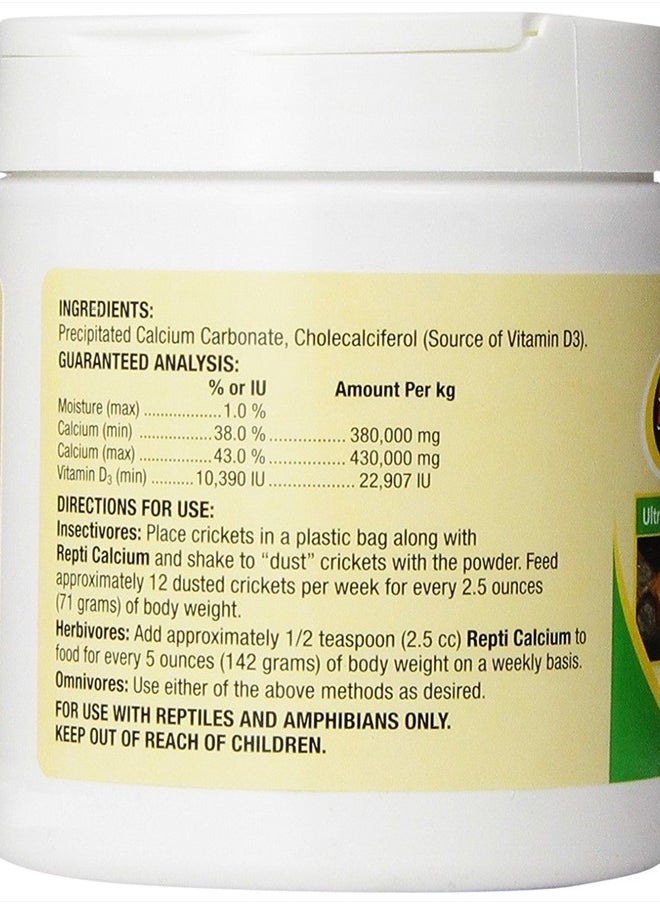 INGREDIENTS:
Precipitated Calcium Carbonate, Cholecalciferol (Source of Vitamin D3).
GUARANTEED ANALYSIS:
% or IU Amount Per kg
Moisture (max) ............... 1.0 %
Calcium (min) ............... 38.0 % ............... 380,000 mg
Calcium (max) ............... 43.0 % ............... 430,000 mg
Vitamin D₃ (min) .......... 10,390 IU ................. 22,907 IU
DIRECTIONS FOR USE:
Insectivores: Place crickets in a plastic bag along with
Repti Calcium and shake to “dust” crickets with the powder. Feed
approximately 12 dusted crickets per week for every 2.5 ounces
(71 grams) of body weight.
Herbivores: Add approximately 1/2 teaspoon (2.5 cc) Repti Calcium to
food for every 5 ounces (142 grams) of body weight on a weekly basis.
Omnivores: Use either of the above methods as desired.
FOR USE WITH REPTILES AND AMPHIBIANS ONLY.
KEEP OUT OF REACH OF CHILDREN.
Ultr